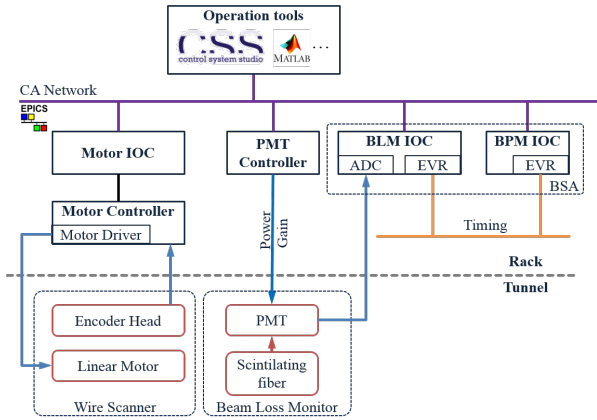 Operation tools
CSS
control system studio
MATLAB
...
CA Network
EPICS
Motor IOC
PMT
Controller
BLM IOC
ADC
EVR
BPM IOC
EVR
BSA
Motor Controller
Motor Driver
Power
Gain
Timing
Rack
Tunnel
Encoder Head
Linear Motor
Wire Scanner
PMT
Scintilating
fiber
Beam Loss Monitor